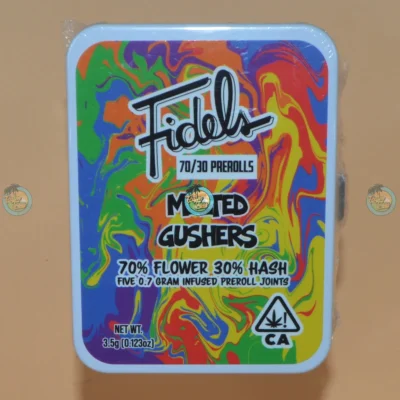 Fidels
70/30 PREROLLS
GUSHERS
70% FLOWER 30% HASH
FIVE 0.7 GRAM INFUSED PREROLL JOINTS
NET WT.
3.5g (0.123oz)
!
CA